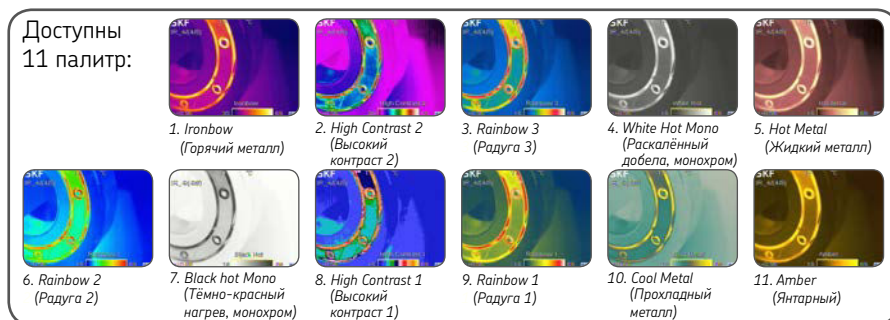 Доступны
11 палитр:
1. Ironbow
(Горячий металл)
2. High Contrast 2
(Высокий
контраст 2)
3. Rainbow 3
(Радуга 3)
4. White Hot Mono
(Раскалённый
добела, монохром)
5. Hot Metal
(Жидкий металл)
6. Rainbow 2
(Радуга 2)
7. Black hot Mono
(Тёмно-красный
нагрев, монохром)
8. High Contrast 1
(Высокий
контраст 1)
9. Rainbow 1
(Радуга 1)
10. Cool Metal
(Прохладный
металл)
11. Amber
(Янтарный)